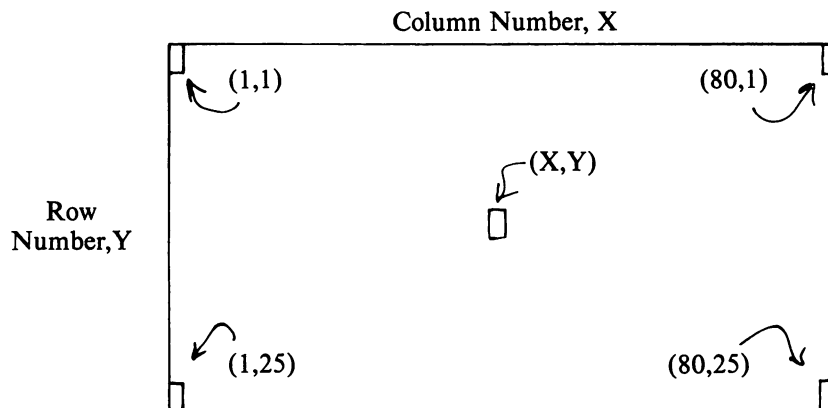 Column Number, X
(1,1)
(80,1)
(X,Y)
Row
Number,Y
(1,25)
(80,25)